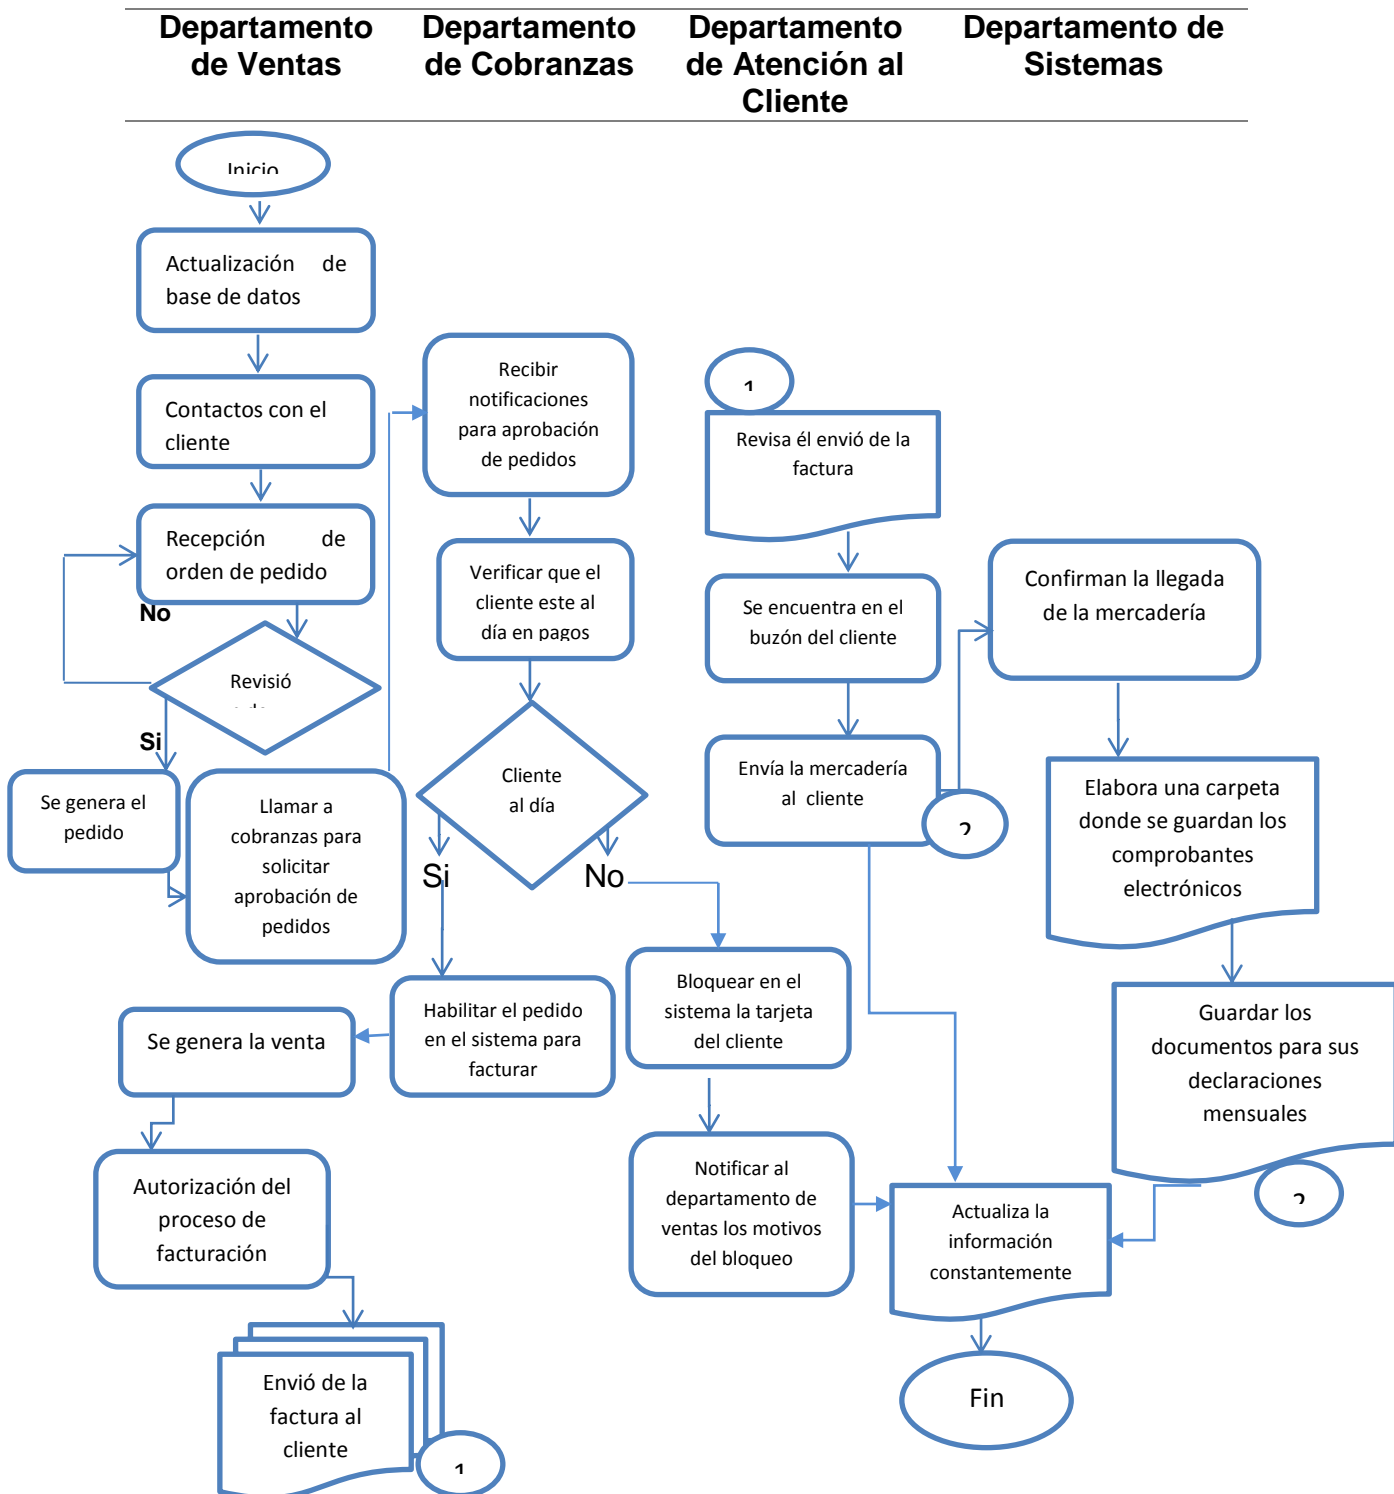 Departamento
de Ventas
Departamento
de Cobranzas
Departamento
de Atención al
Cliente
Departamento de
Sistemas
Inicio
Actualización de
base de datos
Contactos con el
cliente
Recepción de
orden de pedido
No
Revisió
Si
Se genera el
pedido
Llamar a
cobranzas para
solicitar
aprobación de
pedidos
Recibir
notificaciones
para aprobación
de pedidos
Verificar que el
cliente este al
día en pagos
Cliente
al día
Si
No
Habilitar el pedido
en el sistema para
facturar
Se genera la venta
Autorización del
proceso de
facturación
Envió de la
factura al
cliente
1
1
Revisa él envió de la
factura
Se encuentra en el
buzón del cliente
Envía la mercadería
al cliente
2
Bloquear en el
sistema la tarjeta
del cliente
Notificar al
departamento de
ventas los motivos
del bloqueo
Confirman la llegada
de la mercadería
Elabora una carpeta
donde se guardan los
comprobantes
electrónicos
Guardar los
documentos para sus
declaraciones
mensuales
2
Actualiza la
información
constantemente
Fin